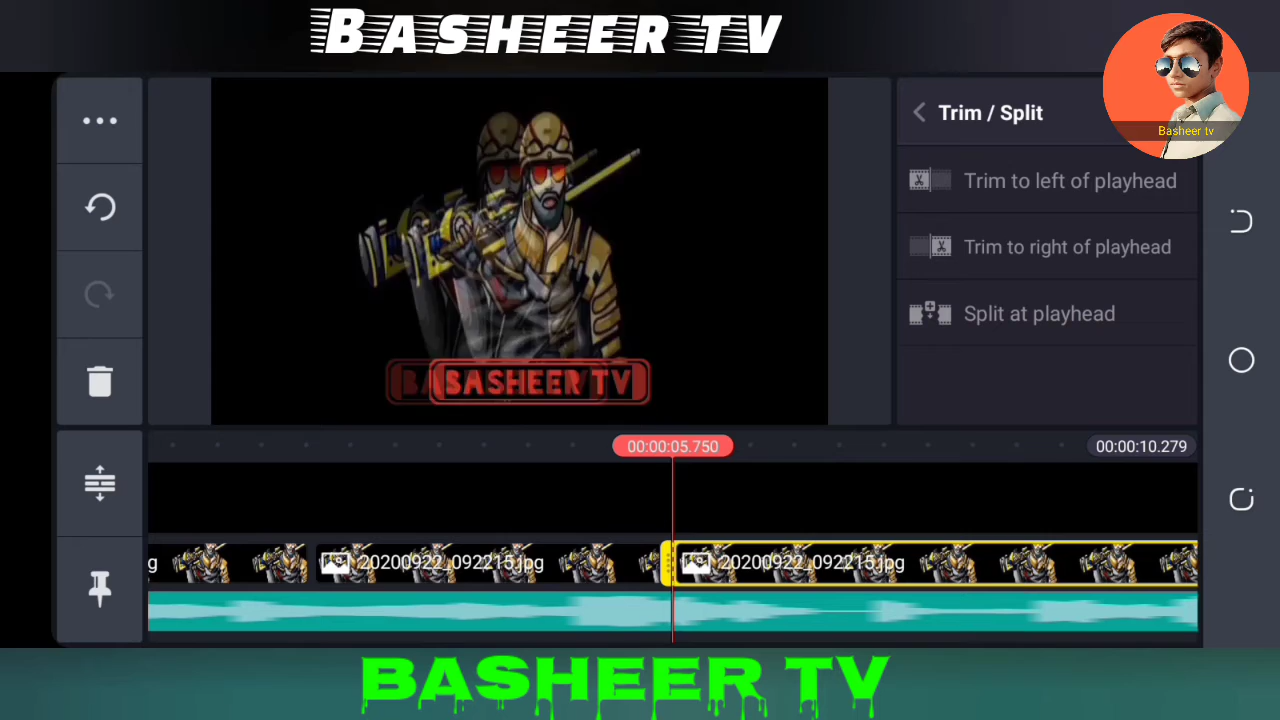 BASHEER TV
Basheer tv
Trim / Split
Trim to left of playhead
Trim to right of playhead
Split at playhead
BASHEER TV
00:00:05.750
00:00:10.279
g
20200922_092215.jpg
20200922_092215.jpg
BASHEER TV